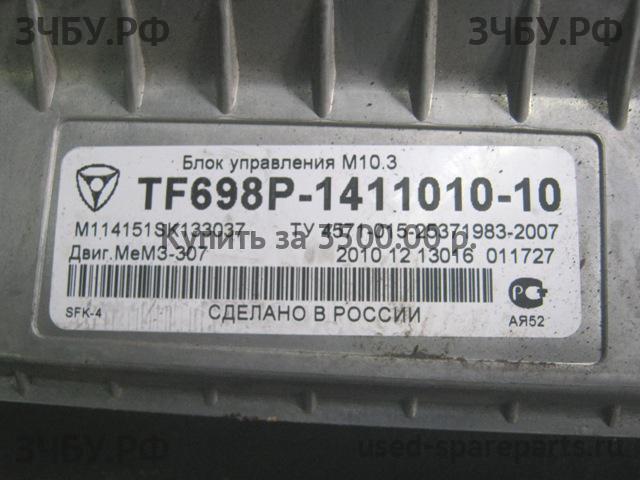 ЗЧБУ.РФ ЗЧБУ.РФ
Блок управления М10.3
TF698P-1411010-10
M114151SK133037 ТУ 4571-015-25371983-2007
Купить за 3500.00 р.
Двиг.МеМЗ-307 2010 12 13016 011727
SFK-4 СДЕЛАНО В РОССИИ АЯ52
ЗЧБУ.РФ used-spareparts.ru